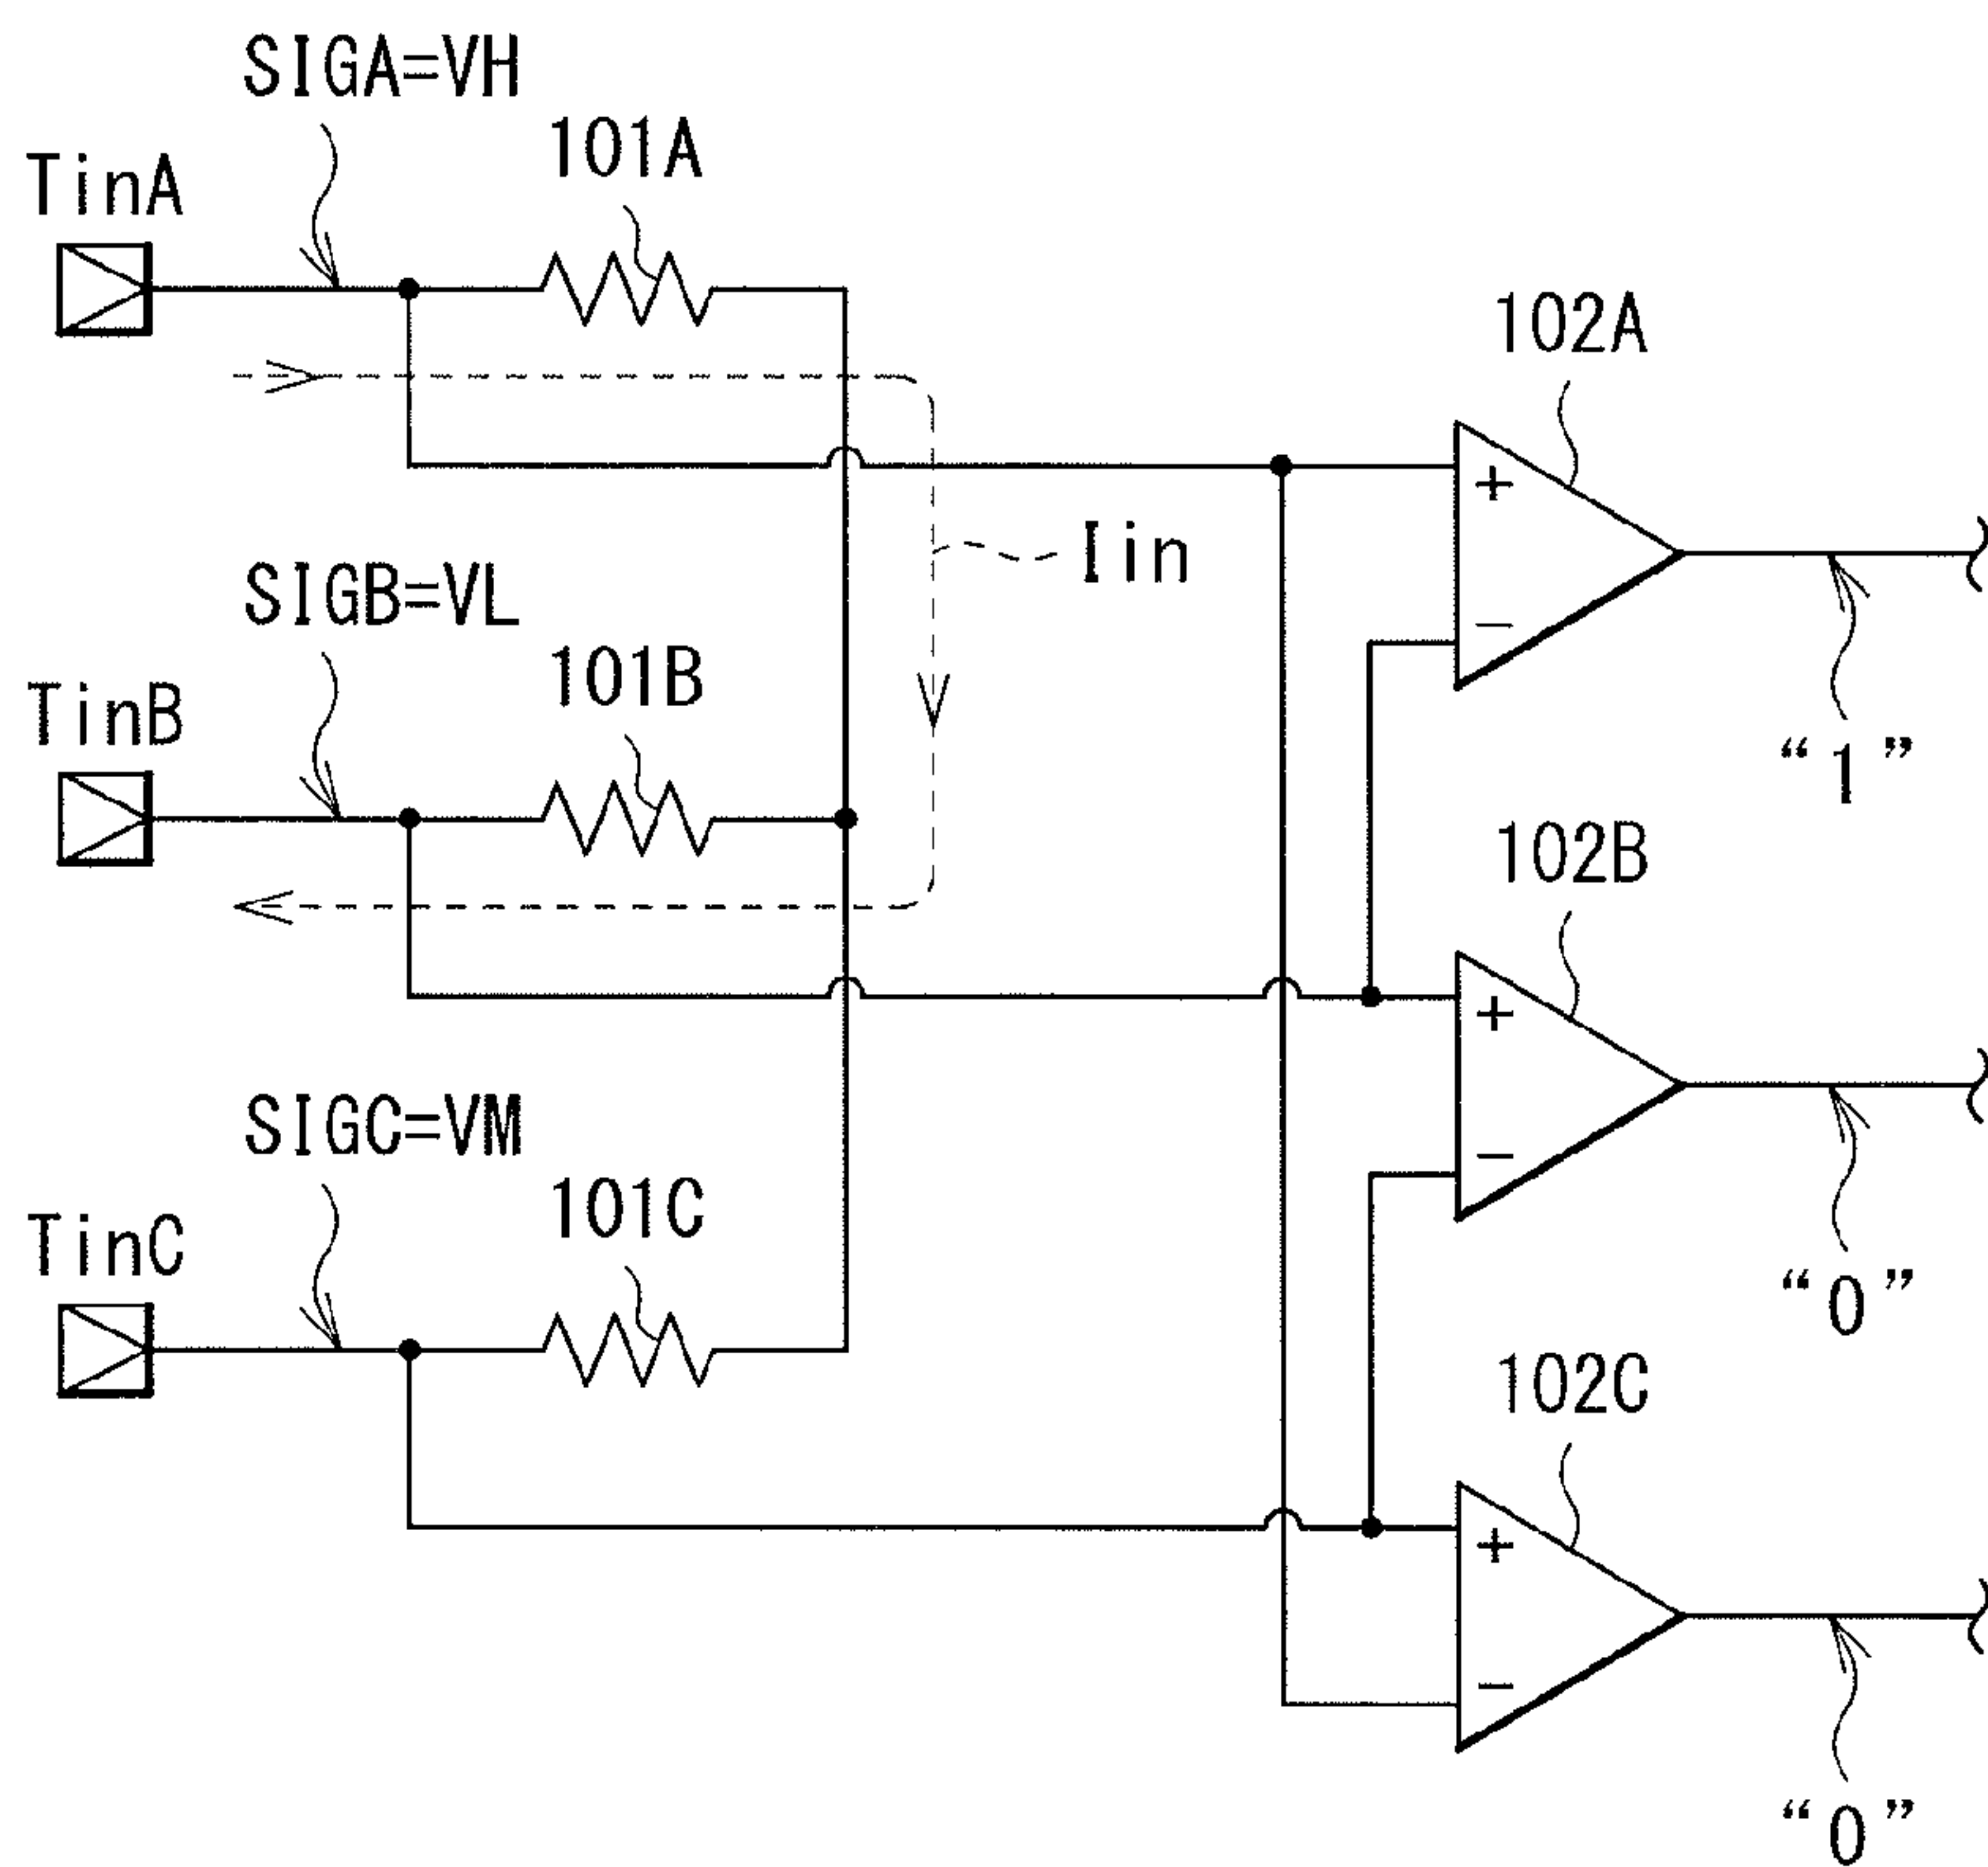 SIGA=VH
101A
TinA
102A
+
−
Iin
"1"
SIGB=VL
101B
TinB
102B
+
−
"0"
SIGC=VM
101C
TinC
102C
+
−
"0"